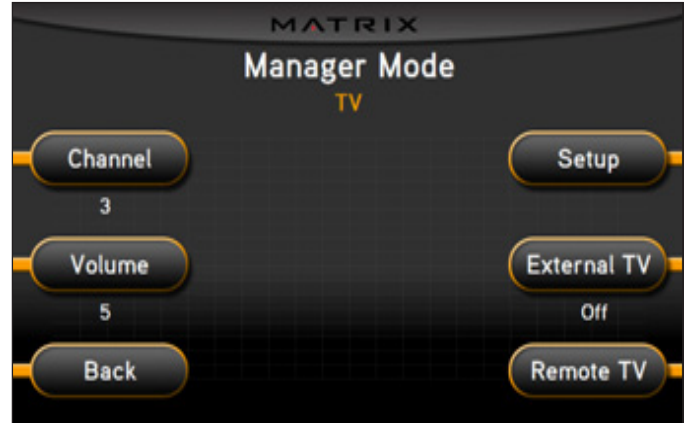 MATRIX
Manager Mode
TV
Channel
3
Volume
5
Back
Setup
External TV
Off
Remote TV